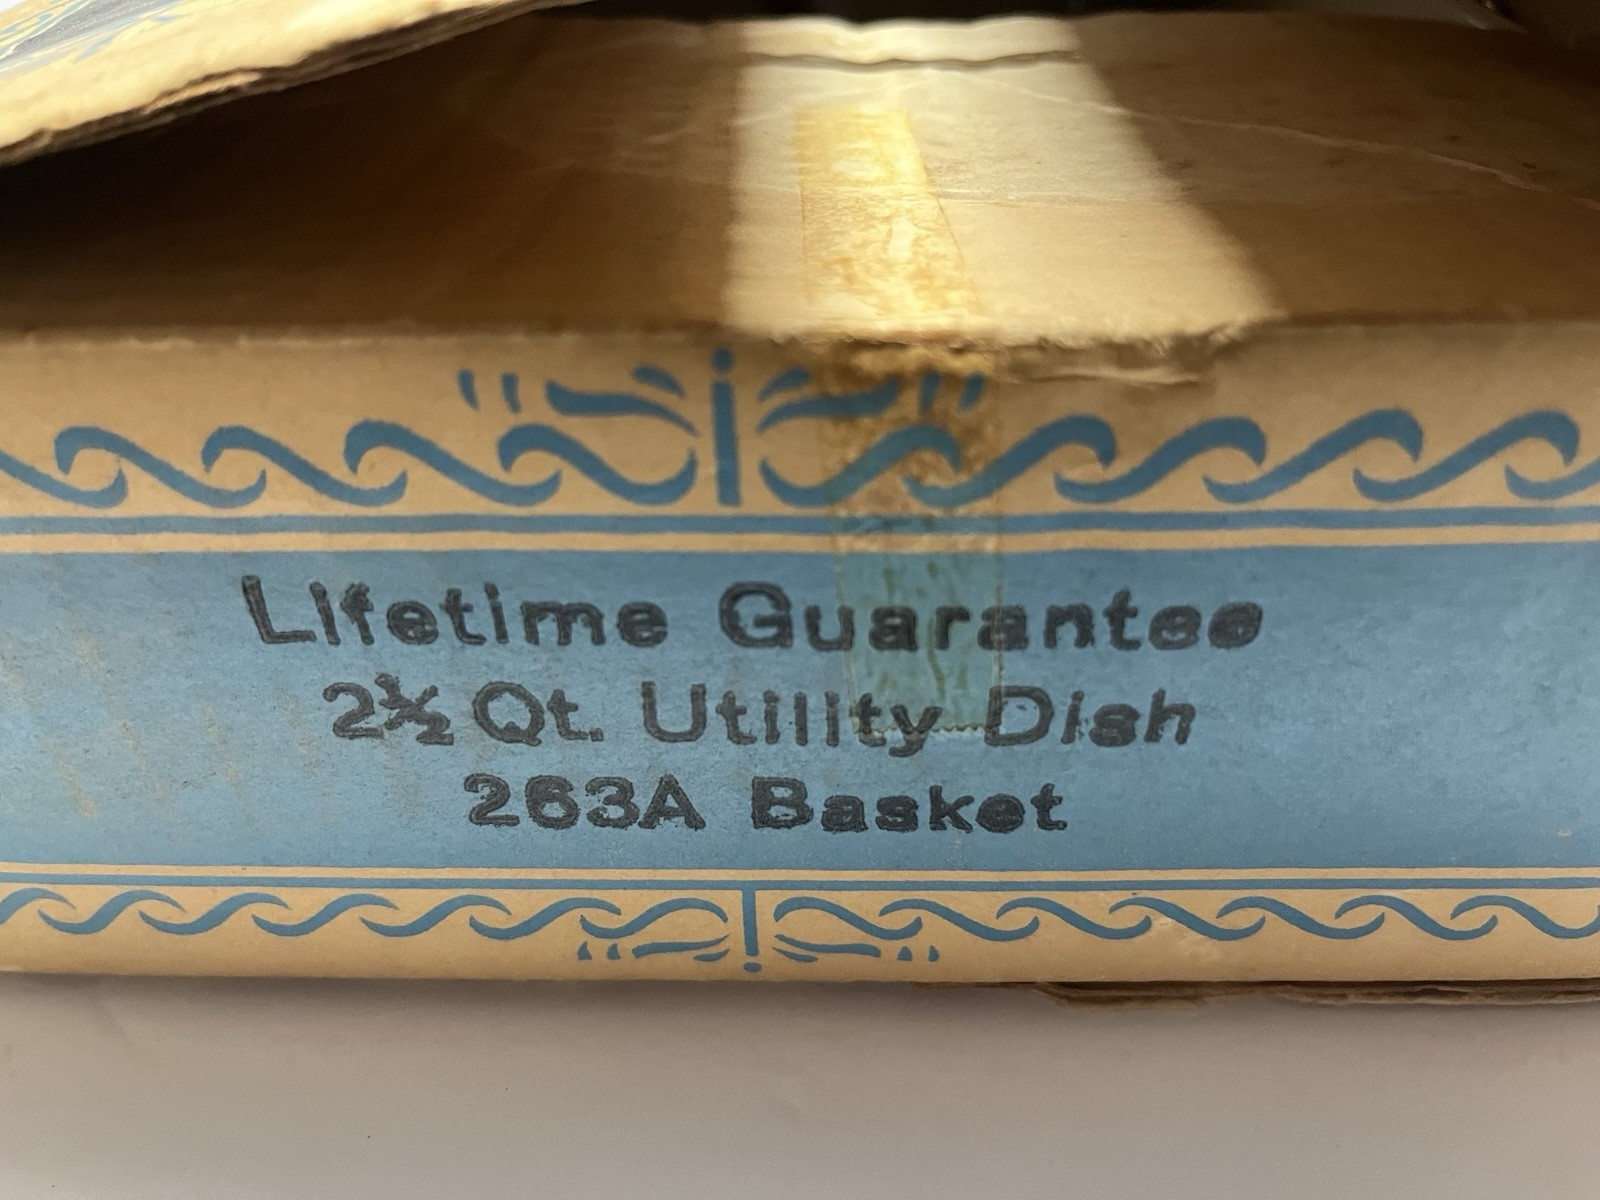 Lifetime Guarantee
2½ Qt. Utility Dish
263A Basket